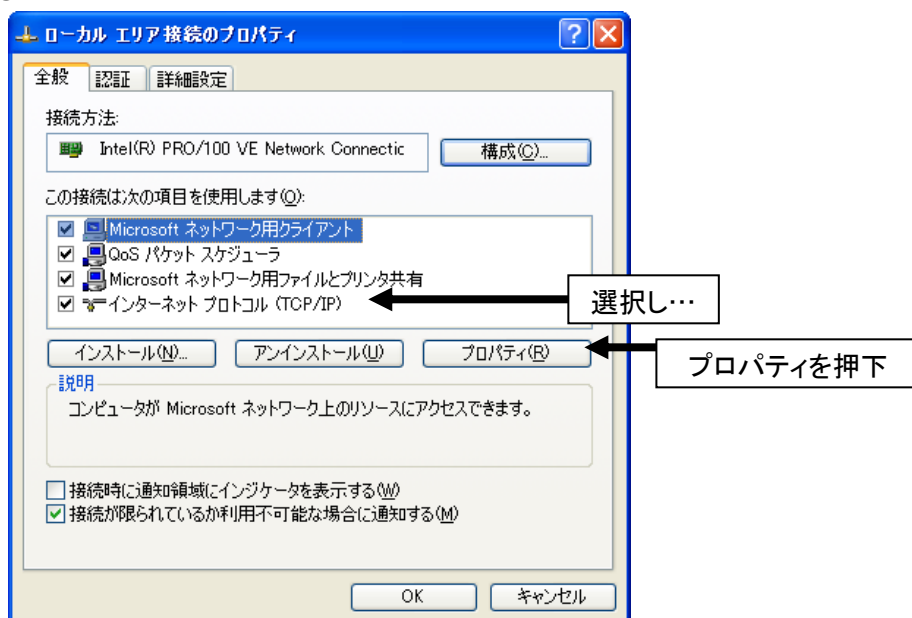 ローカル エリア接続のプロパティ
全般 認証 詳細設定
接続方法:
Intel(R) PRO/100 VE Network Connectic
構成(C)...
この接続は次の項目を使用します(O):
Microsoft ネットワーク用クライアント
QoS パケット スケジューラ
Microsoft ネットワーク用ファイルとプリンタ共有
インターネット プロトコル (TCP/IP)
選択し…
インストール(N)... アンインストール(U) プロパティ(R)
プロパティを押下
説明
コンピュータが Microsoft ネットワーク上のリソースにアクセスできます。
接続時に通知領域にインジケータを表示する(W)
接続が限られているか利用不可能な場合に通知する(M)
OK キャンセル